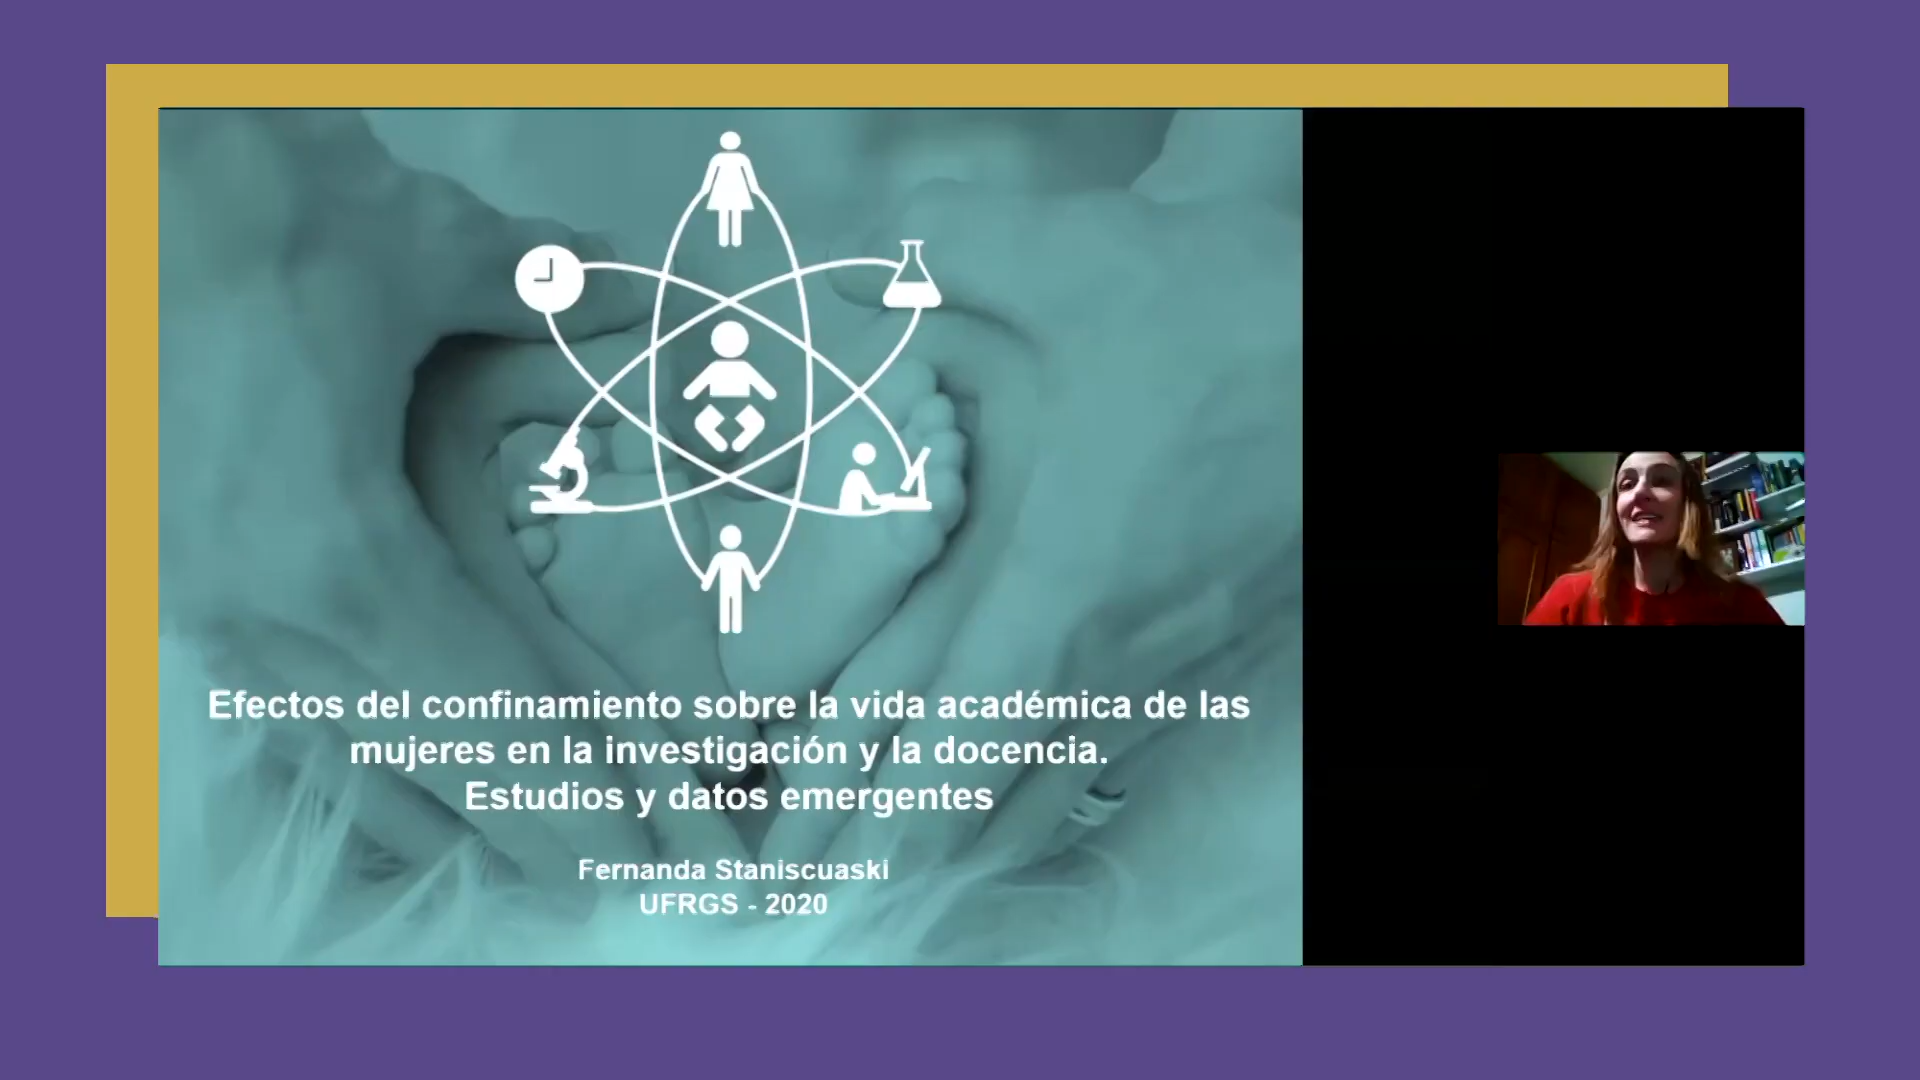 Efectos del confinamiento sobre la vida académica de las
mujeres en la investigación y la docencia.
Estudios y datos emergentes
Fernanda Staniscuaski
UFRGS - 2020